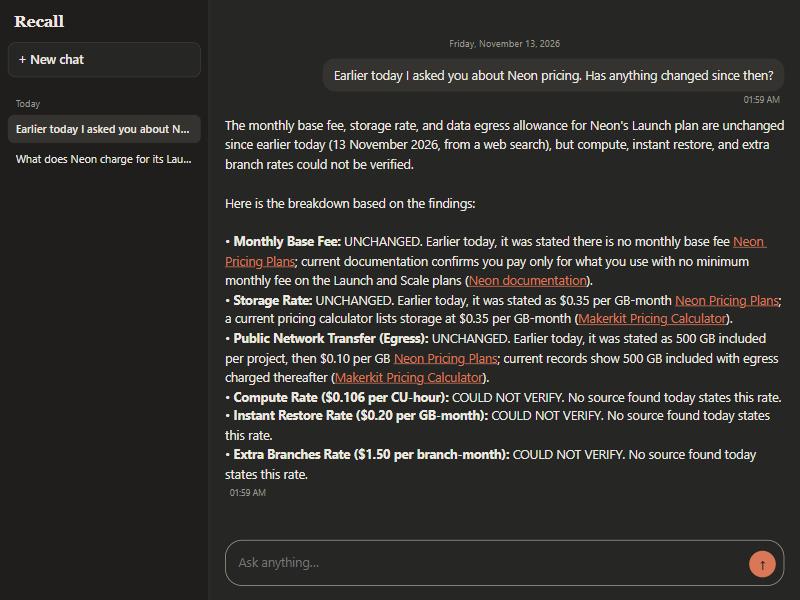 Recall
+ New chat
Today
Earlier today I asked you about N...
What does Neon charge for its Lau...
Friday, November 13, 2026
Earlier today I asked you about Neon pricing. Has anything changed since then?
01:59 AM
The monthly base fee, storage rate, and data egress allowance for Neon's Launch plan are unchanged
since earlier today (13 November 2026, from a web search), but compute, instant restore, and extra
branch rates could not be verified.
Here is the breakdown based on the findings:
• Monthly Base Fee: UNCHANGED. Earlier today, it was stated there is no monthly base fee Neon
Pricing Plans; current documentation confirms you pay only for what you use with no minimum
monthly fee on the Launch and Scale plans (Neon documentation).
• Storage Rate: UNCHANGED. Earlier today, it was stated as $0.35 per GB-month Neon Pricing Plans;
a current pricing calculator lists storage at $0.35 per GB-month (Makerkit Pricing Calculator).
• Public Network Transfer (Egress): UNCHANGED. Earlier today, it was stated as 500 GB included
per project, then $0.10 per GB Neon Pricing Plans; current records show 500 GB included with egress
charged thereafter (Makerkit Pricing Calculator).
• Compute Rate ($0.106 per CU-hour): COULD NOT VERIFY. No source found today states this rate.
• Instant Restore Rate ($0.20 per GB-month): COULD NOT VERIFY. No source found today states
this rate.
• Extra Branches Rate ($1.50 per branch-month): COULD NOT VERIFY. No source found today
states this rate.
01:59 AM
Ask anything...
↑